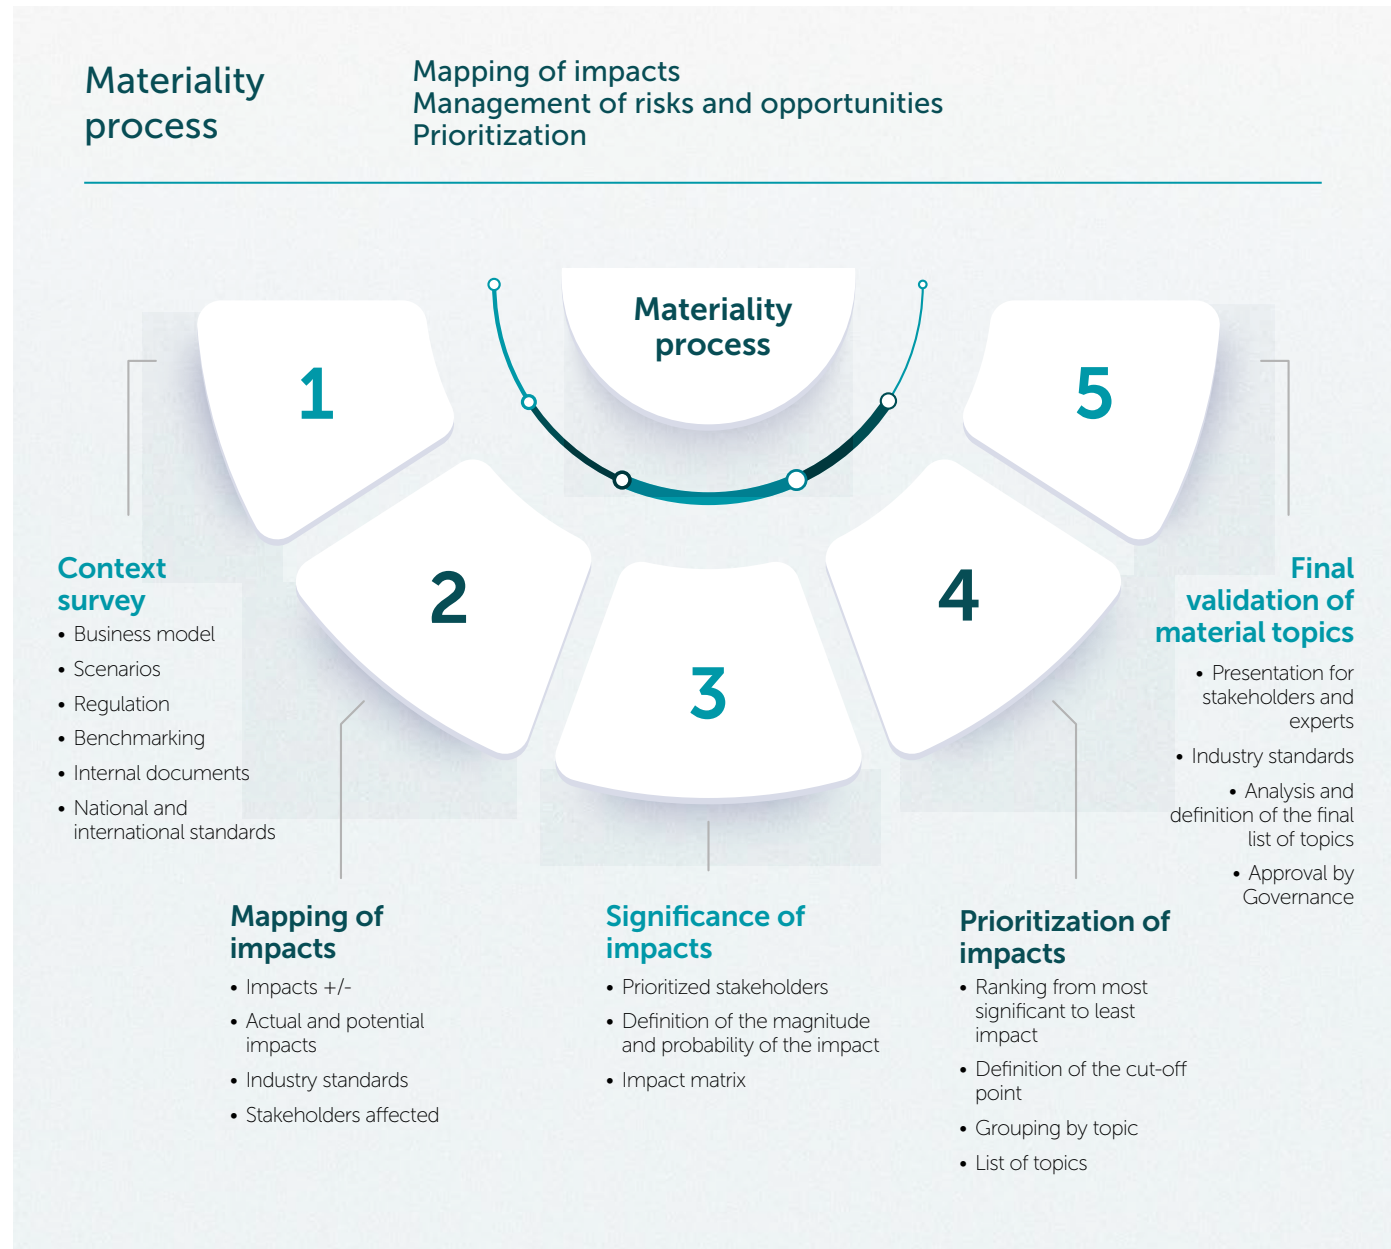 Materiality
process
Mapping of impacts
Management of risks and opportunities
Prioritization
Materiality
process
1
2
3
4
5
Context
survey
• Business model
• Scenarios
• Regulation
• Benchmarking
• Internal documents
• National and
international standards
Mapping of
impacts
• Impacts +/-
• Actual and potential
impacts
• Industry standards
• Stakeholders affected
Significance of
impacts
• Prioritized stakeholders
• Definition of the magnitude
and probability of the impact
• Impact matrix
Prioritization of
impacts
• Ranking from most
significant to least
impact
• Definition of the cut-off
point
• Grouping by topic
• List of topics
Final
validation of
material topics
• Presentation for
stakeholders and
experts
• Industry standards
• Analysis and
definition of the final
list of topics
• Approval by
Governance